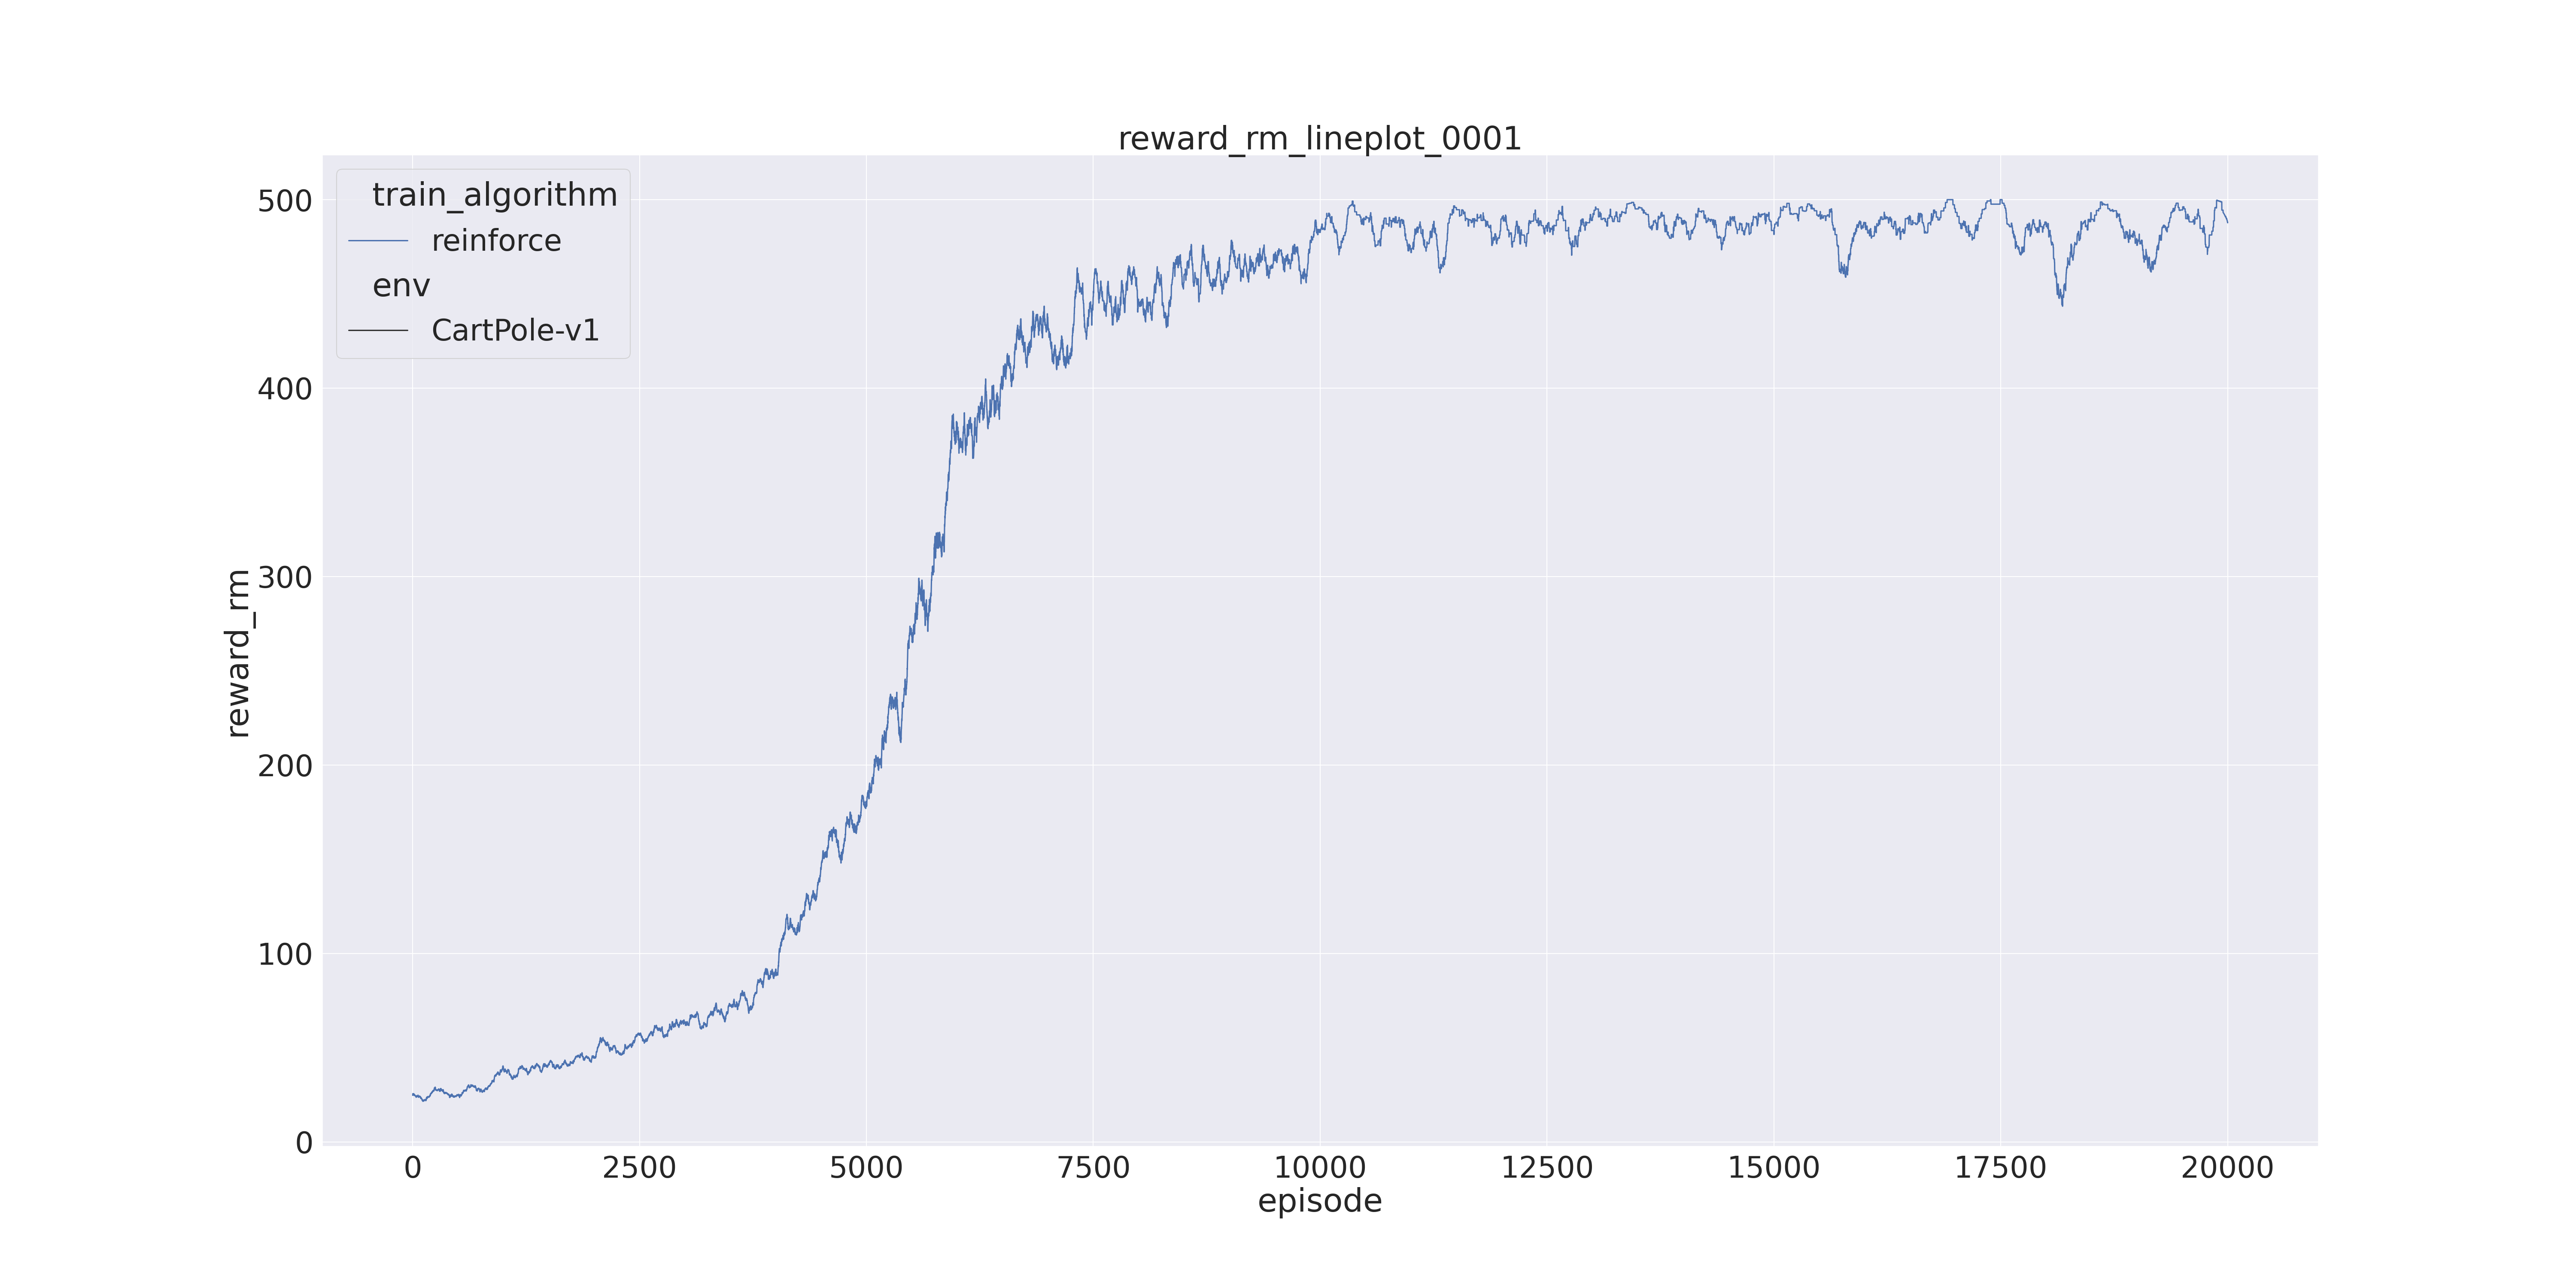 reward_rm_lineplot_0001
train_algorithm
reinforce
env
CartPole-v1
reward_rm
500
400
300
200
100
0
0 2500 5000 7500 10000 12500 15000 17500 20000
episode